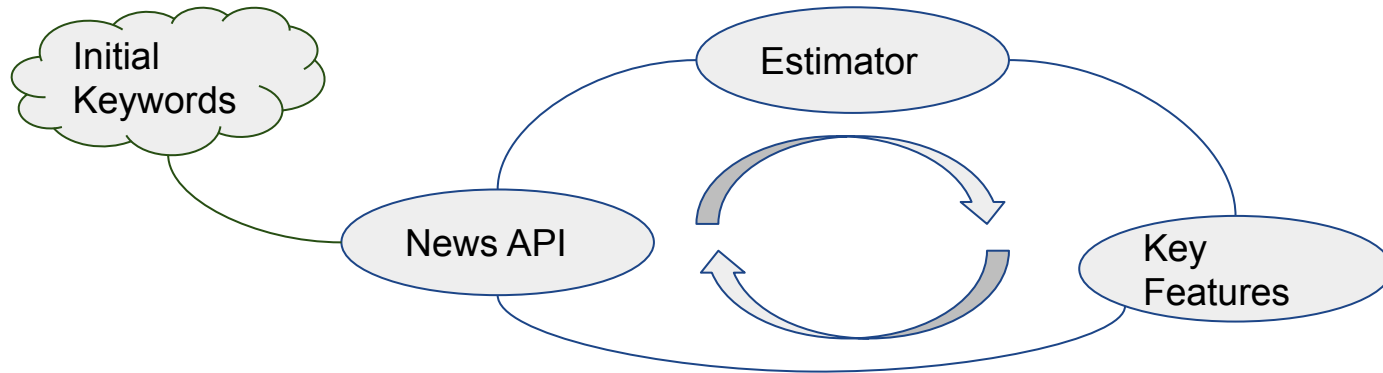 Initial
Keywords
Estimator
News API
Key
Features